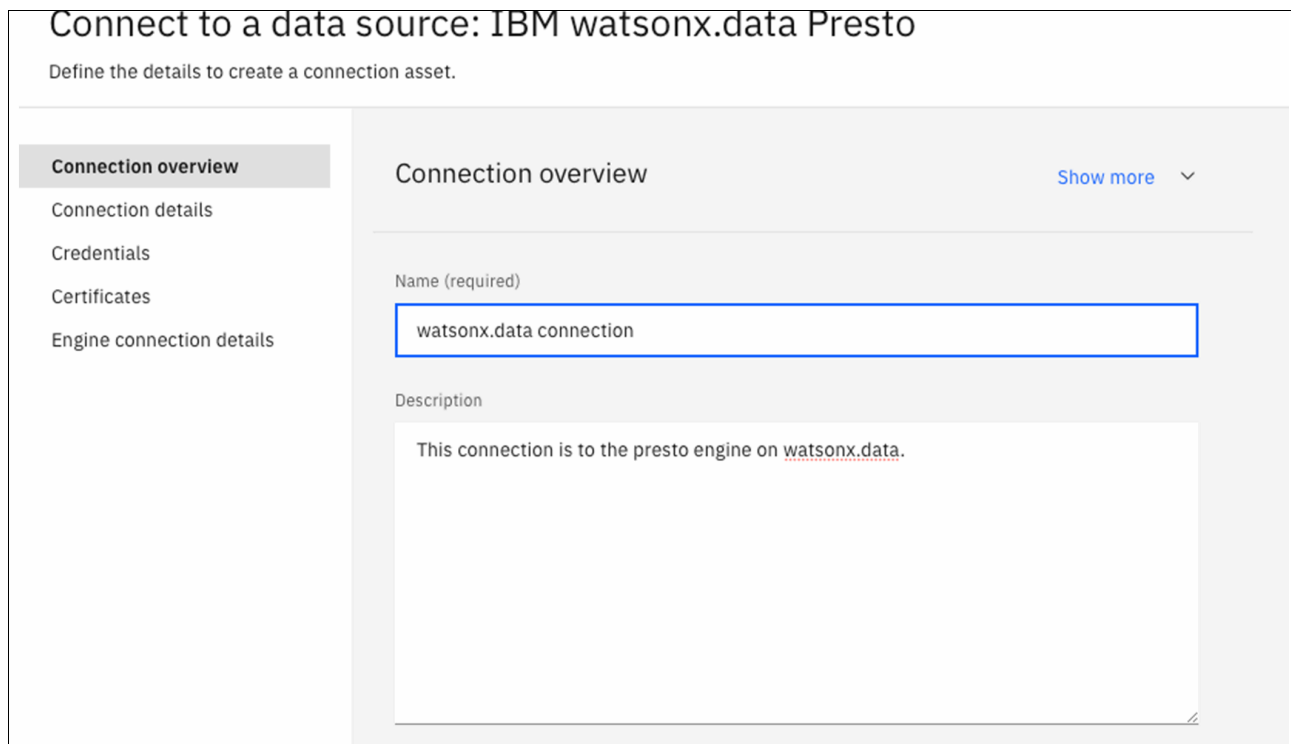 Connect to a data source: IBM watsonx.data Presto
Define the details to create a connection asset.
Connection overview
Connection details
Credentials
Certificates
Engine connection details
Connection overview
Show more
Name (required)
watsonx.data connection
Description
This connection is to the presto engine on watsonx.data.